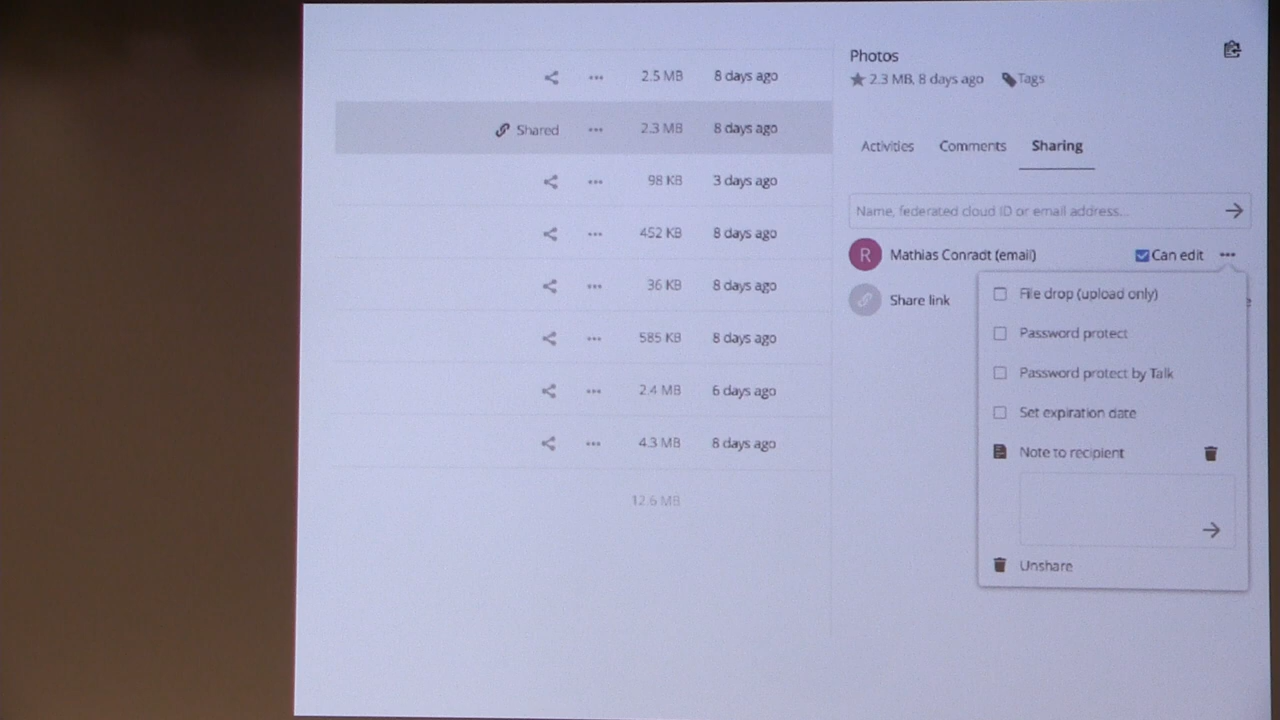 2.5 MB 8 days ago
Shared 2.3 MB 8 days ago
98 KB 3 days ago
452 KB 8 days ago
36 KB 8 days ago
585 KB 8 days ago
2.4 MB 6 days ago
4.3 MB 8 days ago
12.6 MB
Photos
2.3 MB, 8 days ago Tags
Activities Comments Sharing
Name, federated cloud ID or email address...
R Mathias Conradt (email) Can edit
Share link
File drop (upload only)
Password protect
Password protect by Talk
Set expiration date
Note to recipient
Unshare